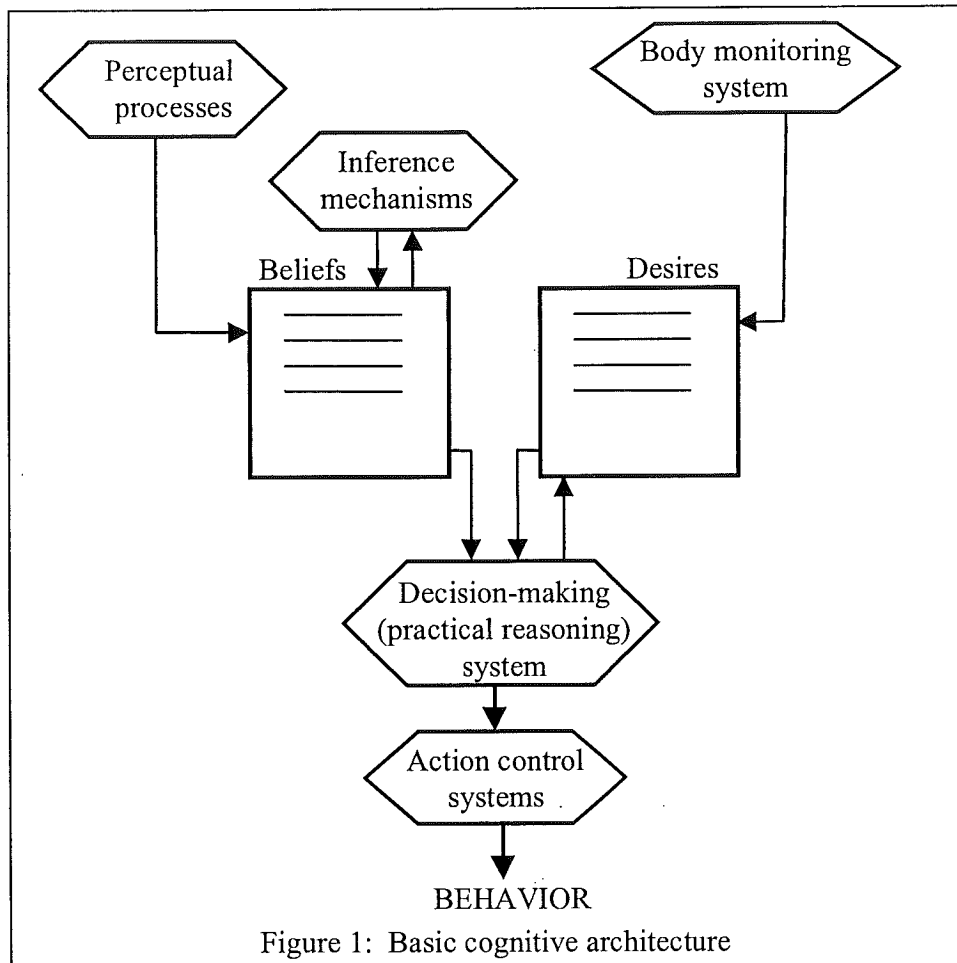 Perceptual
processes
Body monitoring
system
Inference
mechanisms
Beliefs
Desires
Decision-making
(practical reasoning)
system
Action control
systems
BEHAVIOR
Figure 1: Basic cognitive architecture